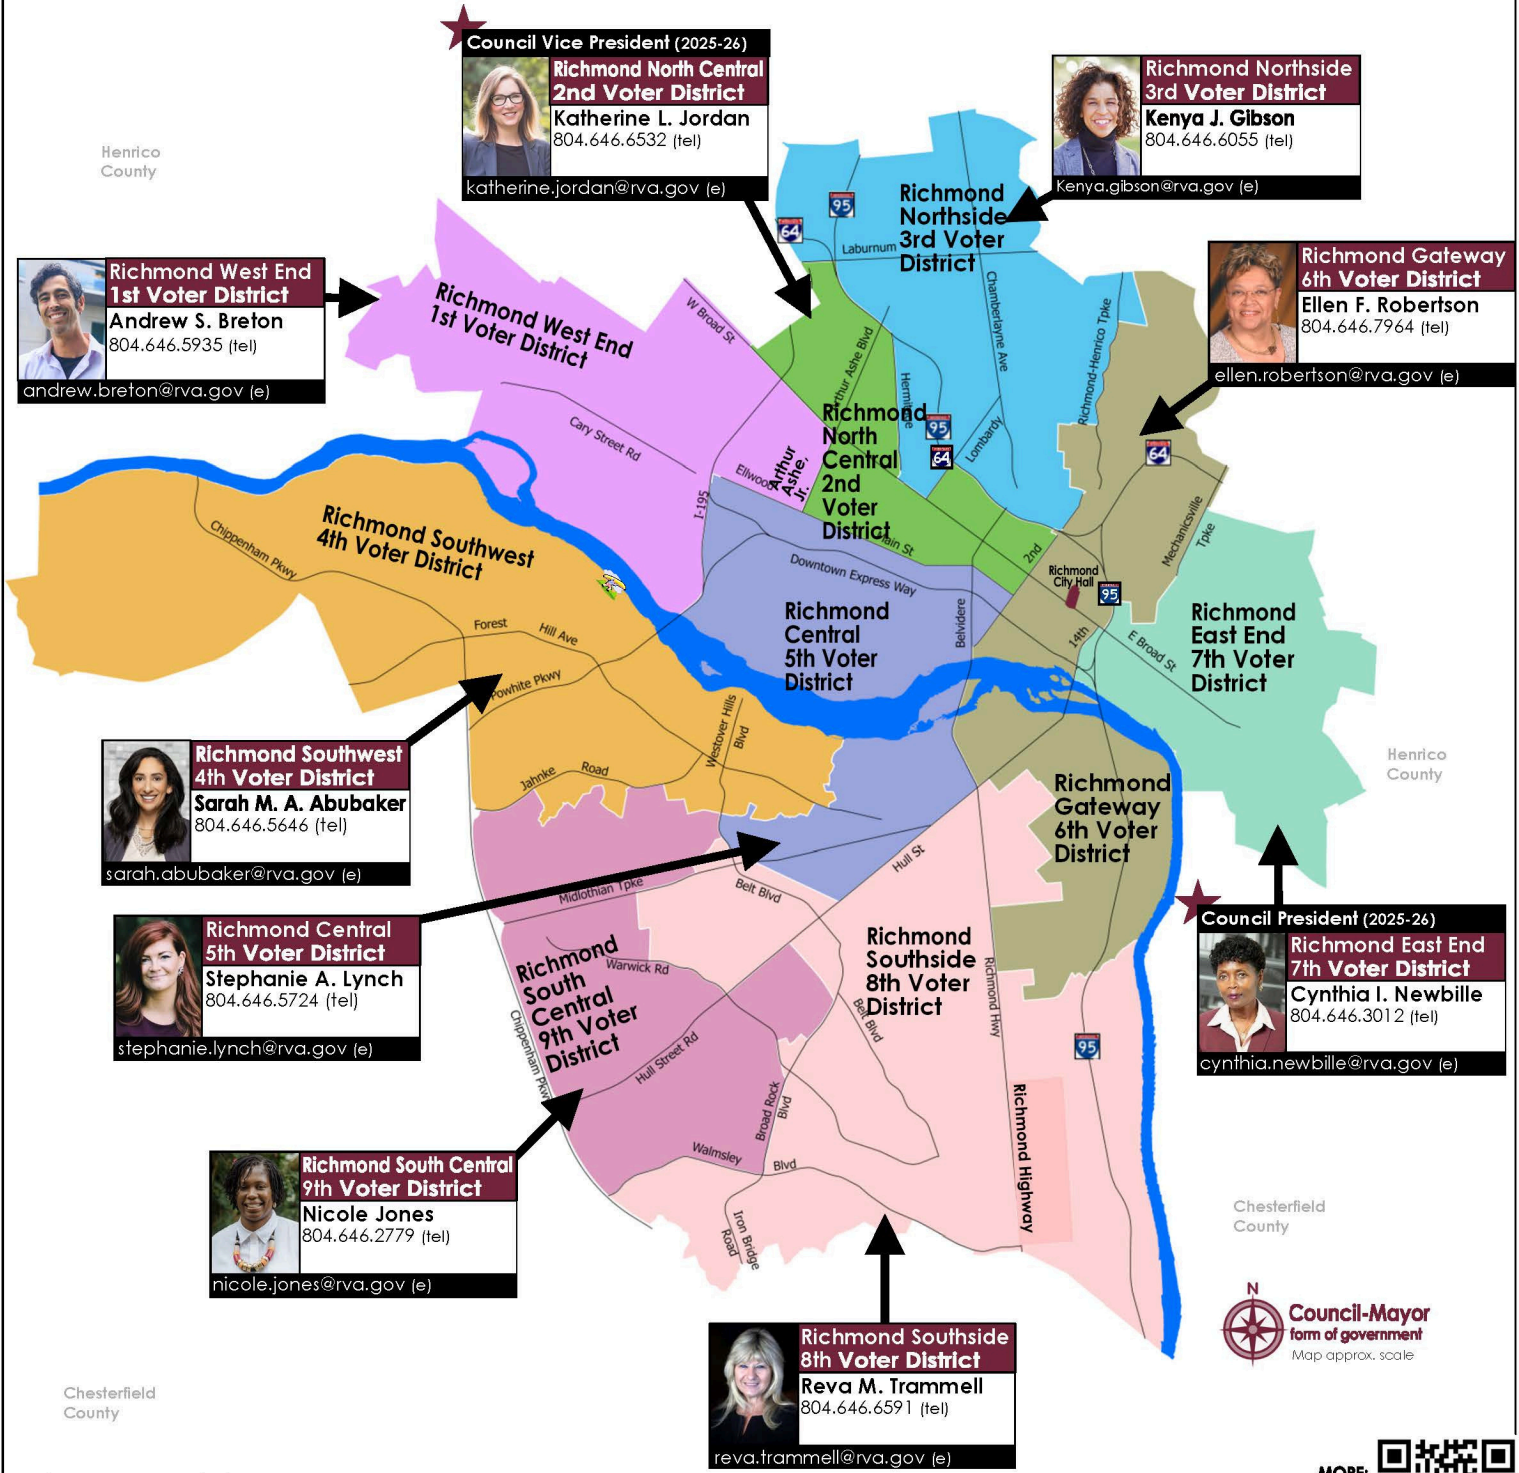 Council Vice President (2025-26)
Richmond North Central
2nd Voter District
Katherine L. Jordan
804.646.6532 (tel)
katherine.jordan@rva.gov (e)
Richmond Northside
3rd Voter District
Kenya J. Gibson
804.646.6055 (tel)
Kenya.gibson@rva.gov (e)
Henrico
County
Richmond West End
1st Voter District
Andrew S. Breton
804.646.5935 (tel)
andrew.breton@rva.gov (e)
Richmond Gateway
6th Voter District
Ellen F. Robertson
804.646.7964 (tel)
ellen.robertson@rva.gov (e)
95
64
Laburnum
Richmond
Northside
3rd Voter
District
Chamberlayne Ave
Richmond-Henrico Tpke
Richmond West End
1st Voter District
W Broad St
Arthur Ashe Blvd
Hermitage
95
64
Lombardy
64
Cary Street Rd
Ellwood
Arthur
Ashe,
Jr.
Richmond
North
Central
2nd
Voter
District
Main St
I-195
Mechanicsville
Tpke
Richmond Southwest
4th Voter District
Chippenham Pkwy
Downtown Express Way
2nd
Richmond
City Hall
95
14th
E Broad St
Belvidere
Richmond
Central
5th Voter
District
Richmond
East End
7th Voter
District
Forest
Hill Ave
Powhite Pkwy
Westover Hills
Blvd
Jahnke
Road
Richmond Southwest
4th Voter District
Sarah M. A. Abubaker
804.646.5646 (tel)
sarah.abubaker@rva.gov (e)
Henrico
County
Richmond
Gateway
6th Voter
District
Hull St
Midlothian Tpke
Belt Blvd
Richmond Central
5th Voter District
Stephanie A. Lynch
804.646.5724 (tel)
stephanie.lynch@rva.gov (e)
Council President (2025-26)
Richmond East End
7th Voter District
Cynthia I. Newbille
804.646.3012 (tel)
cynthia.newbille@rva.gov (e)
Richmond
South
Central
9th Voter
District
Warwick Rd
Richmond
Southside
8th Voter
District
Belt Blvd
Richmond Hwy
95
Chippenham Pkwy
Hull Street Rd
Broad Rock
Blvd
Richmond Highway
Walmsley
Blvd
Iron Bridge
Road
Richmond South Central
9th Voter District
Nicole Jones
804.646.2779 (tel)
nicole.jones@rva.gov (e)
Chesterfield
County
N
Council-Mayor
form of government
Map approx. scale
Richmond Southside
8th Voter District
Reva M. Trammell
804.646.6591 (tel)
reva.trammell@rva.gov (e)
Chesterfield
County
MORE: